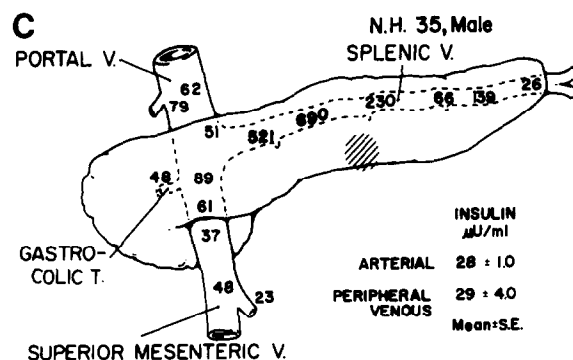 C
N.H. 35, Male
PORTAL V.
SPLENIC V.
62
79
26
230
66
139
690
51
521
48
89
61
37
GASTRO-
COLIC T.
48
23
SUPERIOR MESENTERIC V.
INSULIN
μU/ml
ARTERIAL 28 ± 1.0
PERIPHERAL 29 ± 4.0
VENOUS
Mean±S.E.